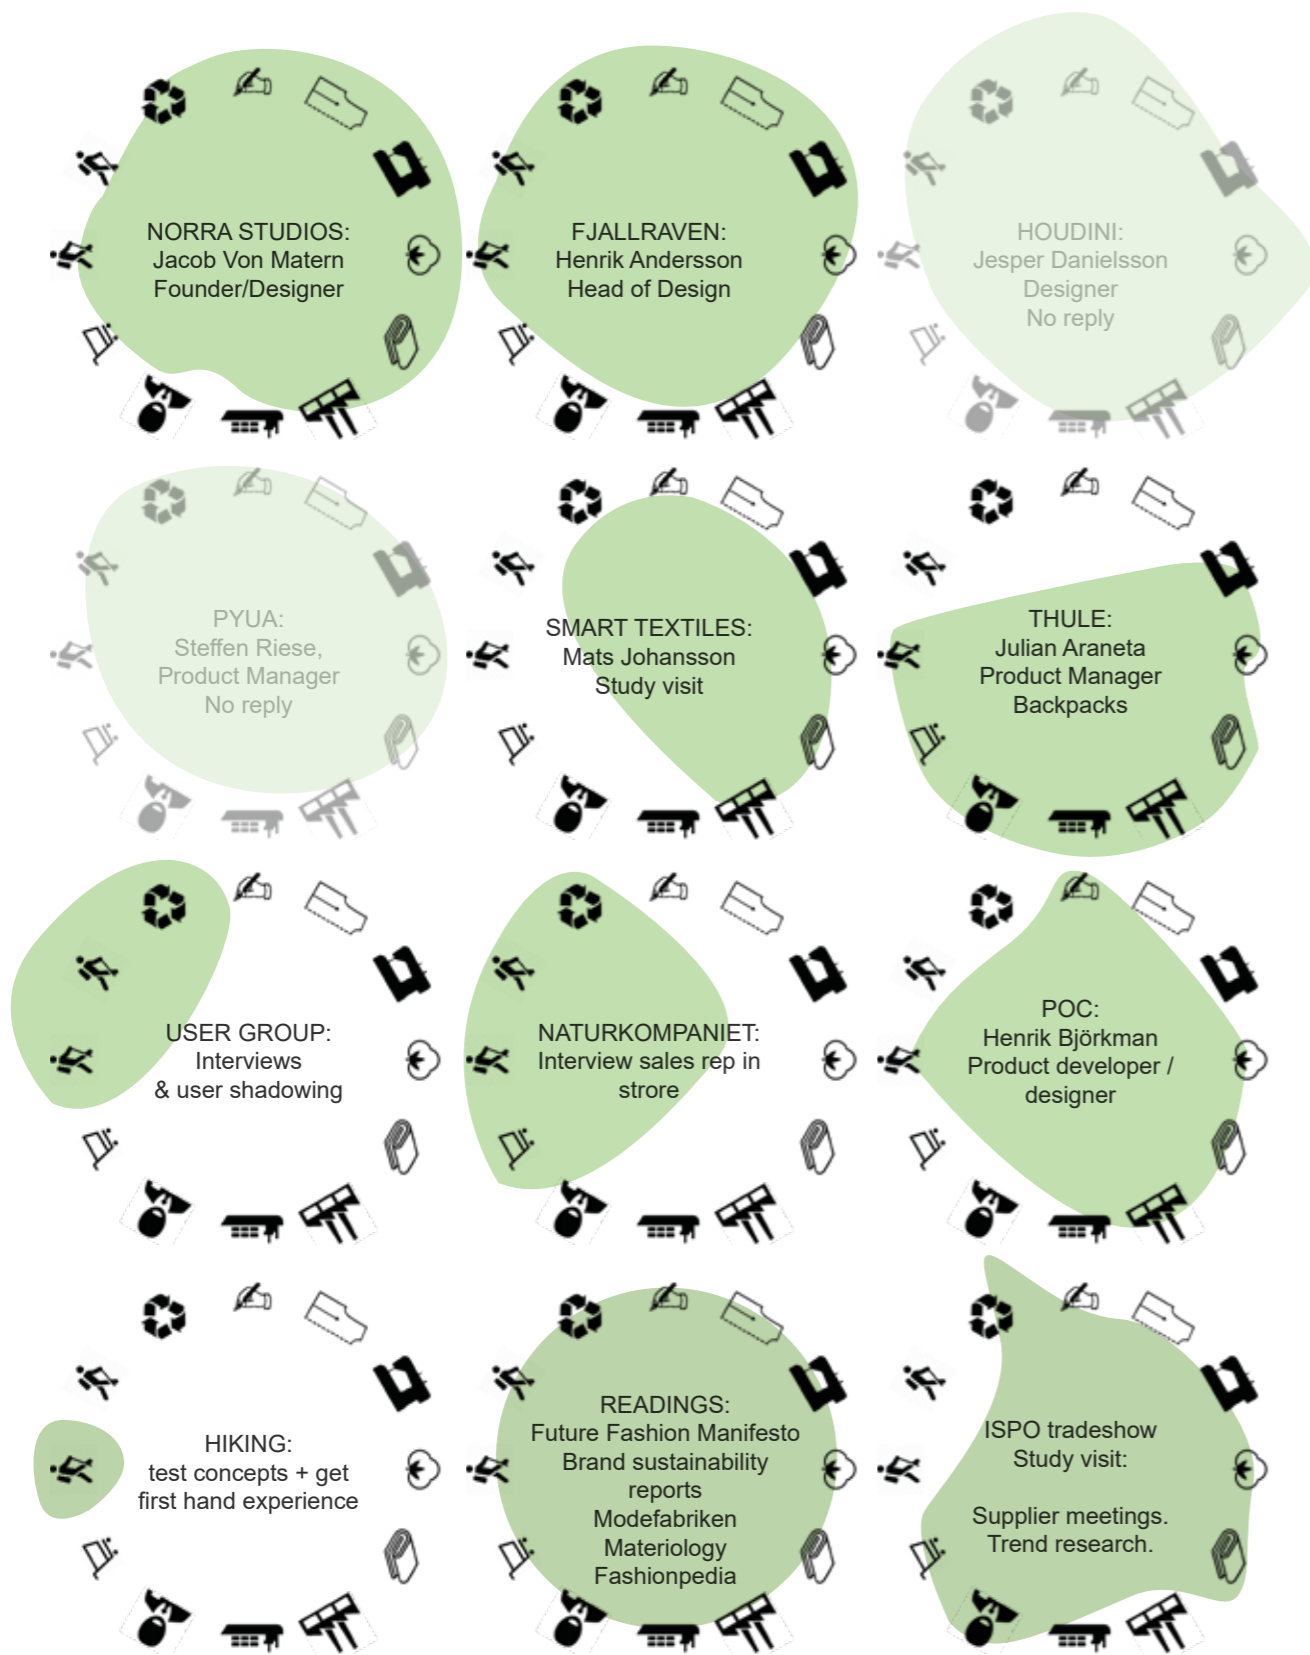 NORRA STUDIOS:
Jacob Von Matern
Founder/Designer
FJALLRAVEN:
Henrik Andersson
Head of Design
HOUDINI:
Jesper Danielsson
Designer
No reply
PYUA:
Steffen Riese,
Product Manager
No reply
SMART TEXTILES:
Mats Johansson
Study visit
THULE:
Julian Araneta
Product Manager
Backpacks
USER GROUP:
Interviews
& user shadowing
NATURKOMPANIET:
Interview sales rep in
strore
POC:
Henrik Björkman
Product developer /
designer
HIKING:
test concepts + get
first hand experience
READINGS:
Future Fashion Manifesto
Brand sustainability
reports
Modefabriken
Materiology
Fashionpedia
ISPO tradeshow
Study visit:
Supplier meetings.
Trend research.